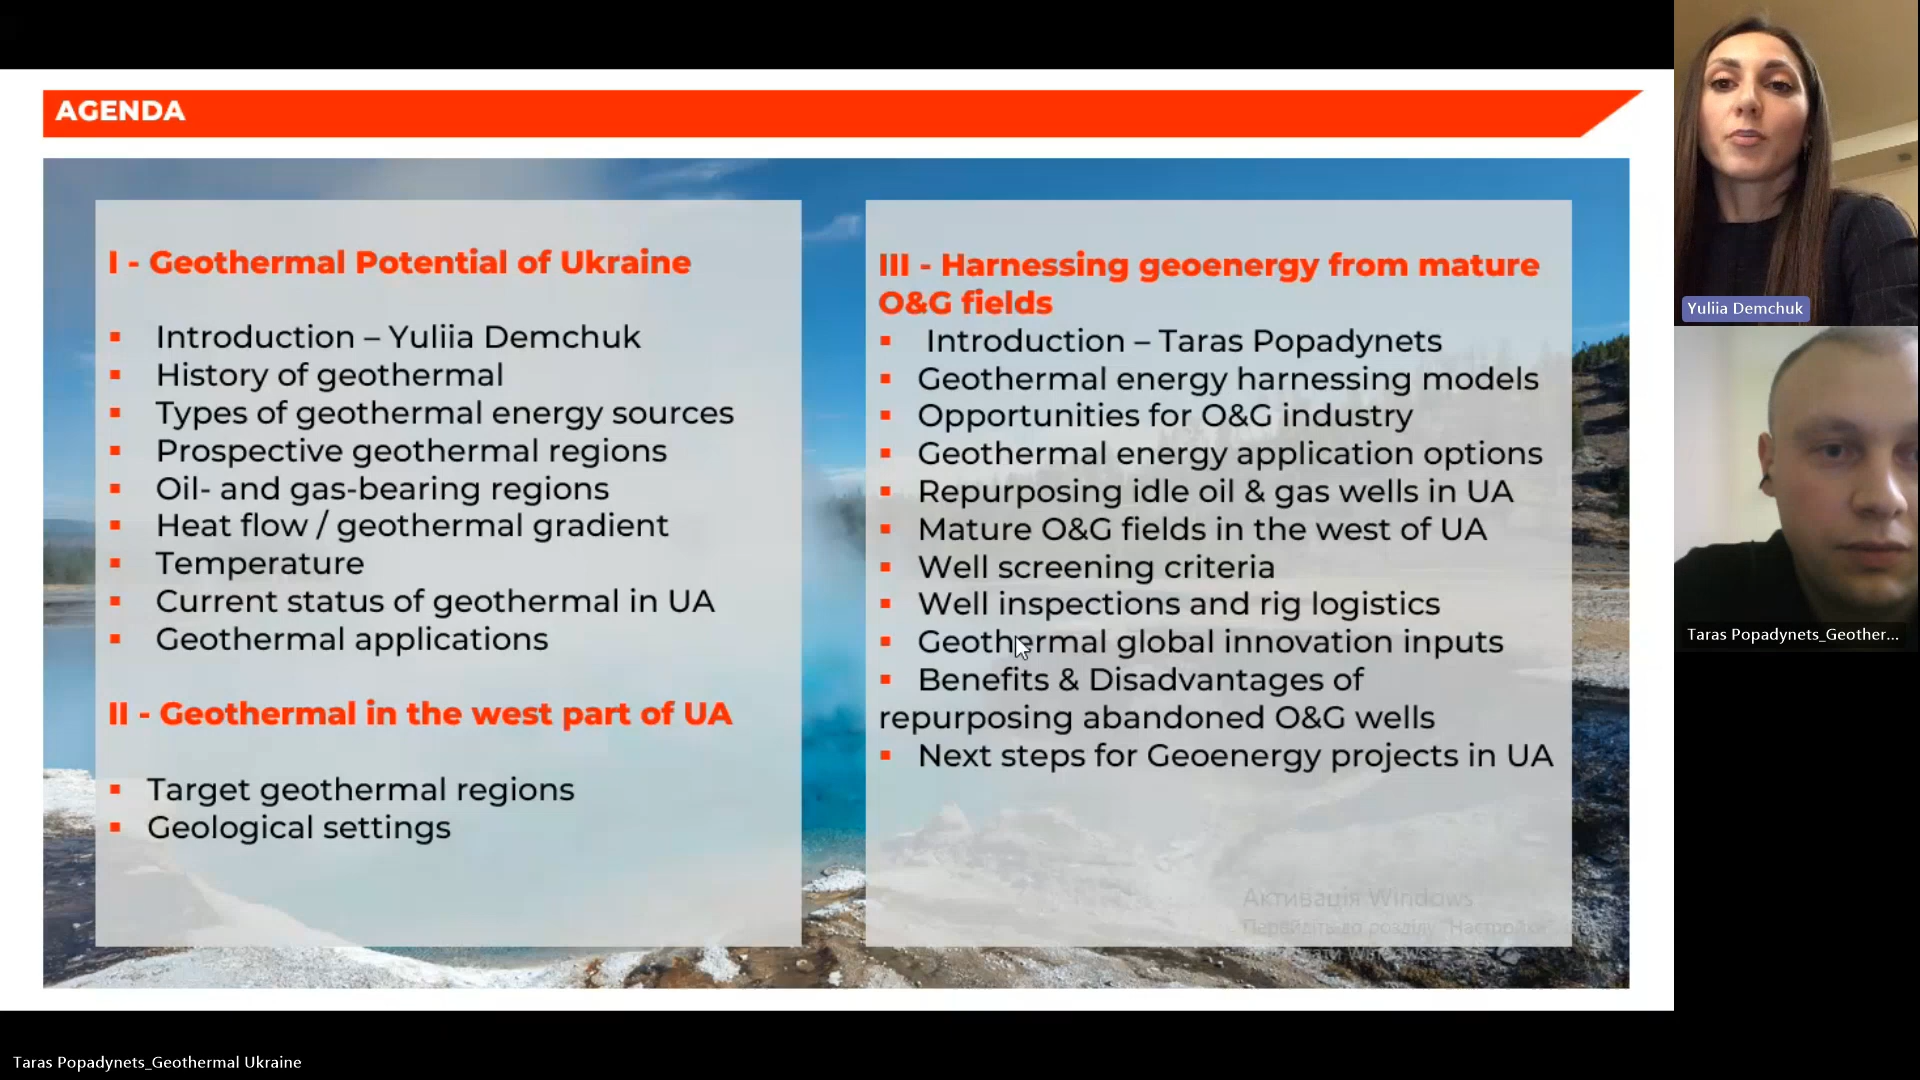 AGENDA
I - Geothermal Potential of Ukraine
▪ Introduction – Yuliia Demchuk
▪ History of geothermal
▪ Types of geothermal energy sources
▪ Prospective geothermal regions
▪ Oil- and gas-bearing regions
▪ Heat flow / geothermal gradient
▪ Temperature
▪ Current status of geothermal in UA
▪ Geothermal applications
II - Geothermal in the west part of UA
▪ Target geothermal regions
▪ Geological settings
III - Harnessing geoenergy from mature
O&G fields
▪ Introduction – Taras Popadynets
▪ Geothermal energy harnessing models
▪ Opportunities for O&G industry
▪ Geothermal energy application options
▪ Repurposing idle oil & gas wells in UA
▪ Mature O&G fields in the west of UA
▪ Well screening criteria
▪ Well inspections and rig logistics
▪ Geothermal global innovation inputs
▪ Benefits & Disadvantages of
repurposing abandoned O&G wells
▪ Next steps for Geoenergy projects in UA
Активація Windows
Перейдіть до розділу "Настройки"
Windows
Yuliia Demchuk
Taras Popadynets_Geother...
Taras Popadynets_Geothermal Ukraine